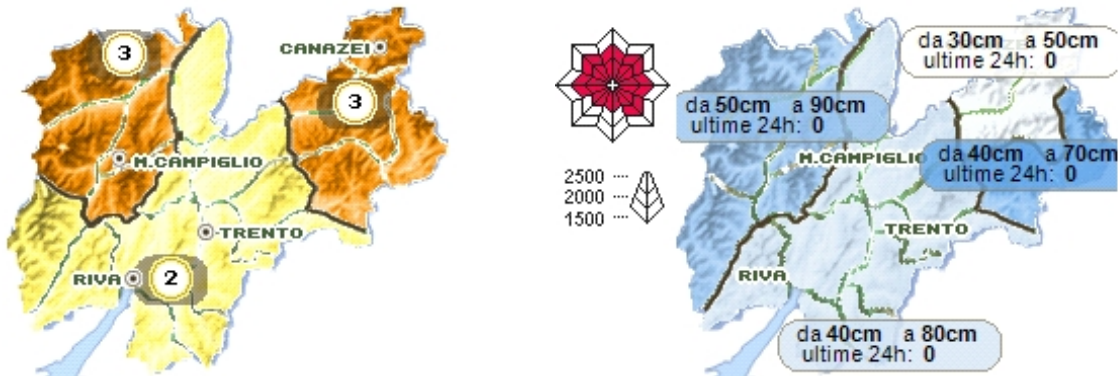 3
CANAZEI
3
M.CAMPIGLIO
TRENTO
RIVA
2
da 30cm a 50cm
ultime 24h: 0
da 50cm a 90cm
ultime 24h: 0
M.CAMPIGLIO
da 40cm a 70cm
ultime 24h: 0
2500
2000
1500
TRENTO
RIVA
da 40cm a 80cm
ultime 24h: 0